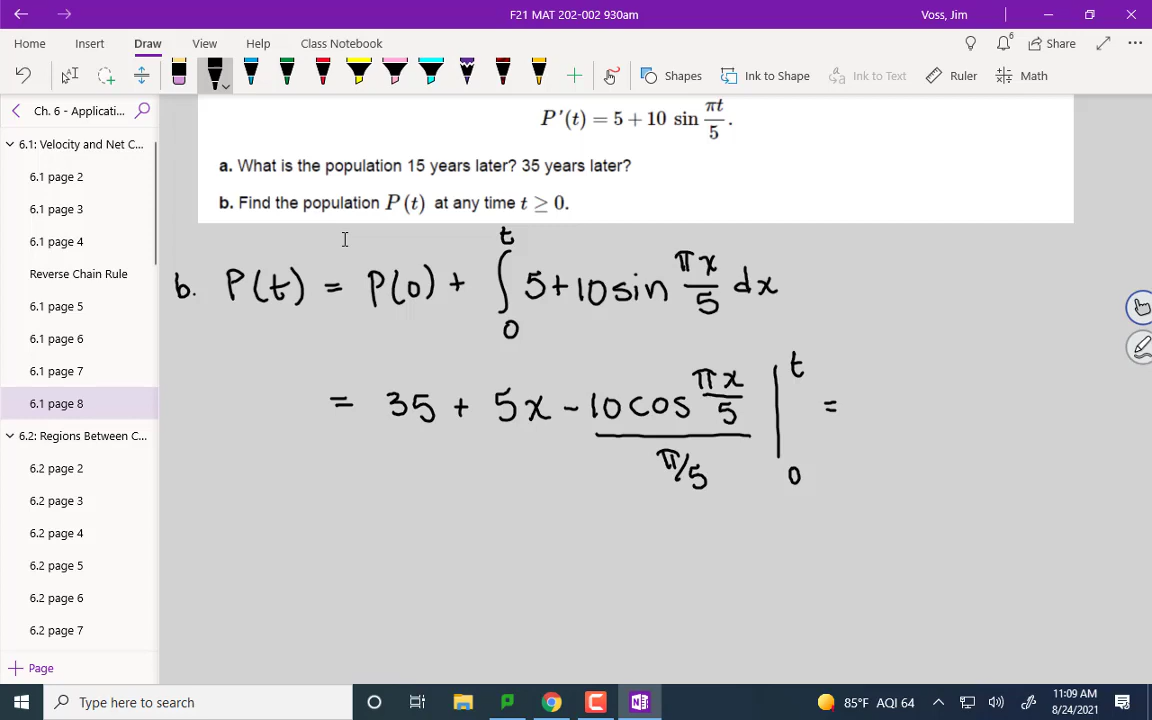 F21 MAT 202-002 930am
Voss, Jim
Home Insert Draw View Help Class Notebook
Share
Shapes Ink to Shape Ink to Text Ruler Math
Ch. 6 - Applicati...
6.1: Velocity and Net C...
6.1 page 2
6.1 page 3
6.1 page 4
Reverse Chain Rule
6.1 page 5
6.1 page 6
6.1 page 7
6.1 page 8
6.2: Regions Between C...
6.2 page 2
6.2 page 3
6.2 page 4
6.2 page 5
6.2 page 6
6.2 page 7
Page
P'(t) = 5 + 10 sin πt/5.
a. What is the population 15 years later? 35 years later?
b. Find the population P(t) at any time t ≥ 0.
b. P(t) = P(0) + ∫₀ᵗ 5+10sin πx/5 dx
= 35 + 5x - 10cos πx/5 / π/5 |₀ᵗ =
Type here to search
85°F AQI 64
11:09 AM
8/24/2021